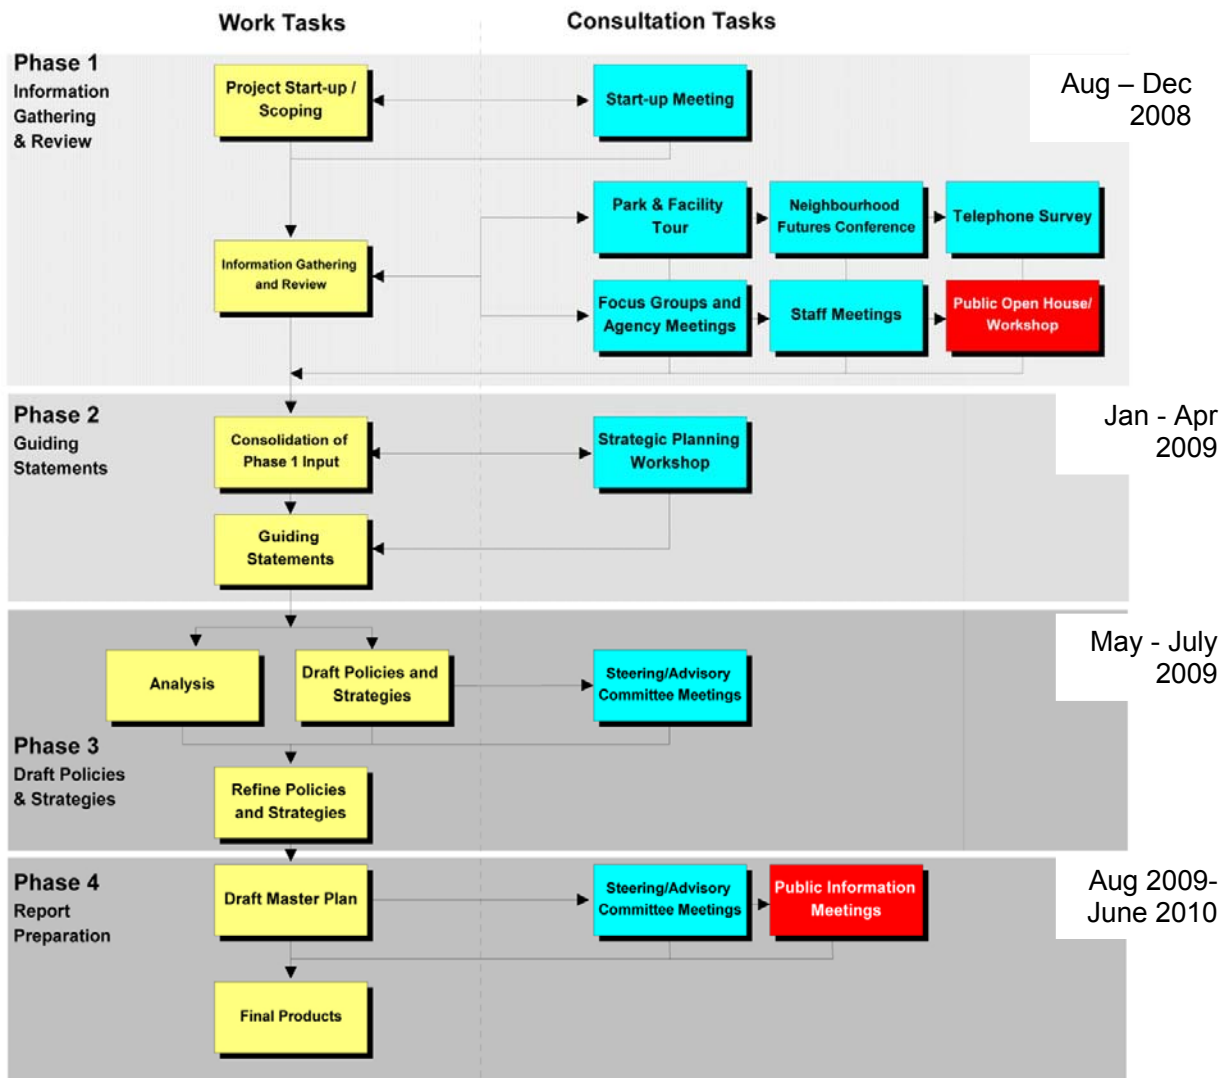 Work Tasks
Consultation Tasks
Phase 1
Information
Gathering
& Review
Project Start-up /
Scoping
Start-up Meeting
Aug – Dec
2008
Park & Facility
Tour
Neighbourhood
Futures Conference
Telephone Survey
Information Gathering
and Review
Focus Groups and
Agency Meetings
Staff Meetings
Public Open House/
Workshop
Phase 2
Guiding
Statements
Consolidation of
Phase 1 Input
Strategic Planning
Workshop
Jan - Apr
2009
Guiding
Statements
May - July
2009
Analysis
Draft Policies and
Strategies
Steering/Advisory
Committee Meetings
Phase 3
Draft Policies
& Strategies
Refine Policies
and Strategies
Phase 4
Report
Preparation
Draft Master Plan
Steering/Advisory
Committee Meetings
Public Information
Meetings
Aug 2009-
June 2010
Final Products